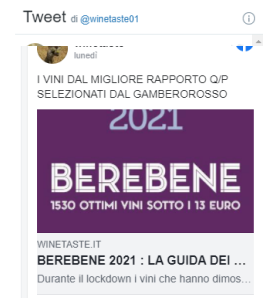 Tweet di @winetaste01
winetaste
lunedì
I VINI DAL MIGLIORE RAPPORTO Q/P
SELEZIONATI DAL GAMBEROROSSO
2021
BEREBENE
1530 OTTIMI VINI SOTTO I 13 EURO
WINETASTE.IT
BEREBENE 2021 : LA GUIDA DEI ...
Durante il lockdown i vini che hanno dimos...